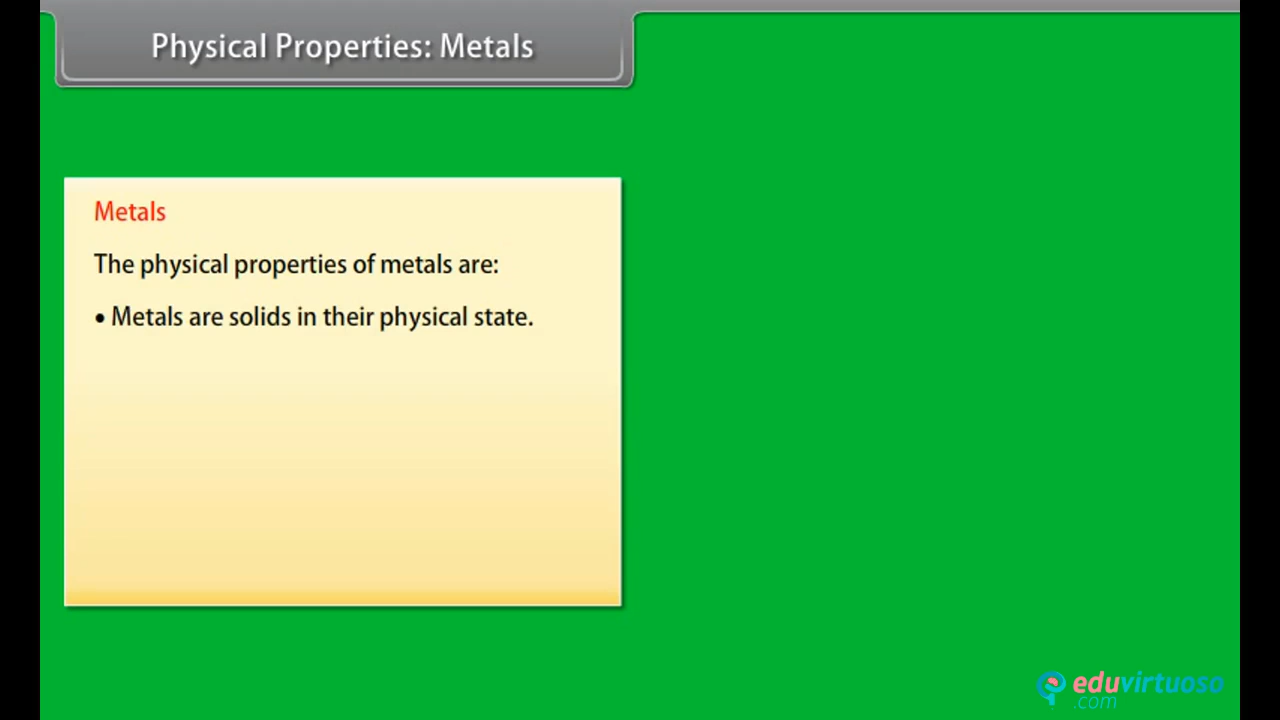 Physical Properties: Metals
Metals
The physical properties of metals are:
• Metals are solids in their physical state.
eduvirtuoso
.com